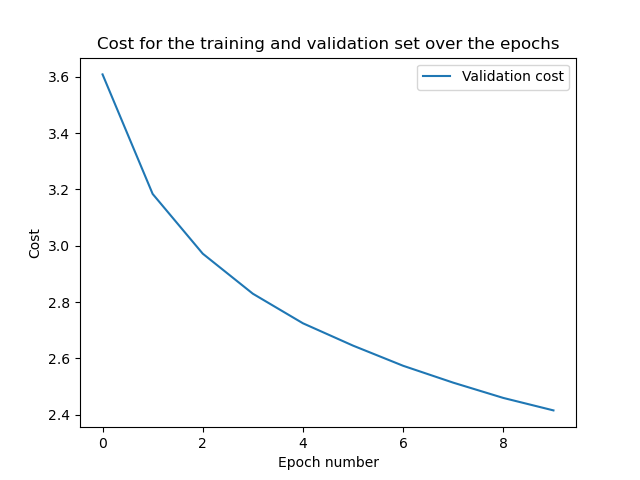 Cost for the training and validation set over the epochs
Validation cost
3.6
3.4
3.2
3.0
2.8
2.6
2.4
Cost
0 2 4 6 8
Epoch number